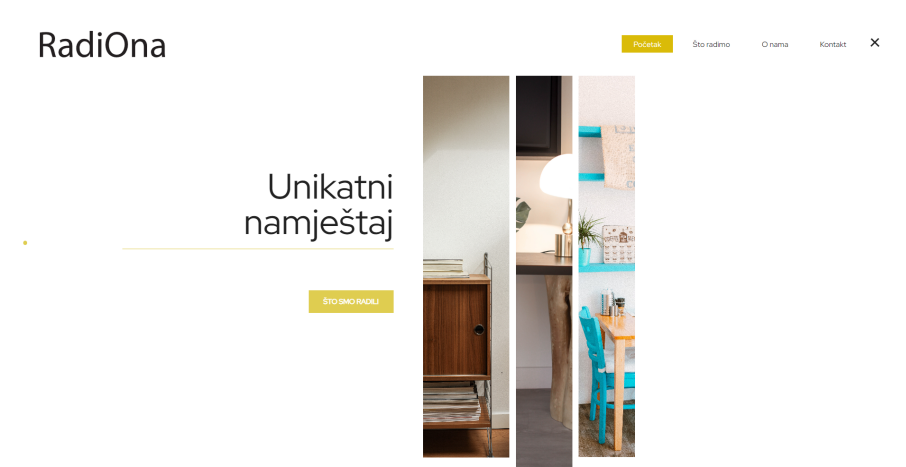 RadiOna
Početak
Što radimo
O nama
Kontakt
Unikatni
namještaj
ŠTO SMO RADILI